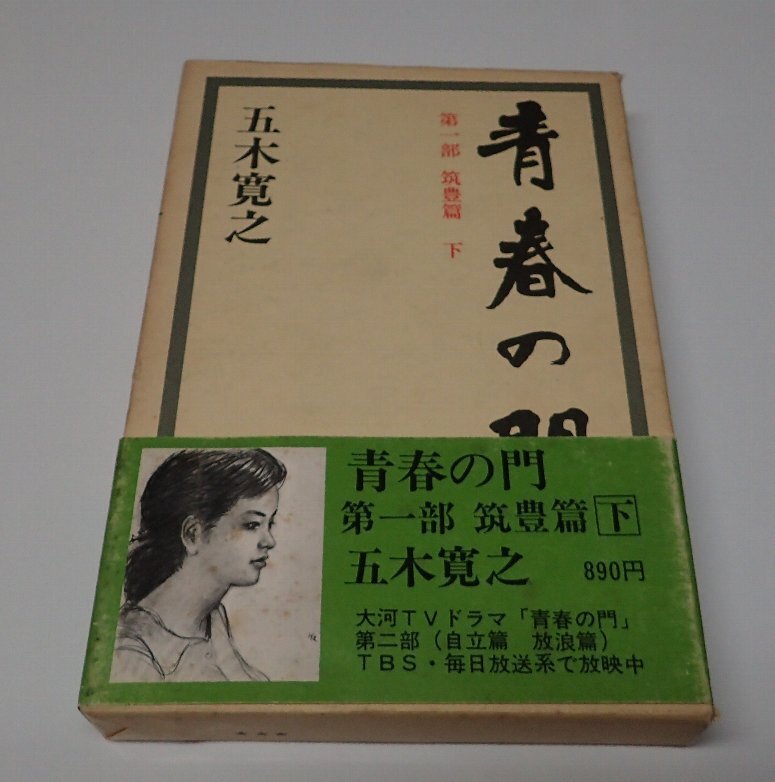 青春の門
第一部 筑豊篇 下
五木寛之
青春の門
第一部 筑豊篇 下
五木寛之 890円
大河TVドラマ「青春の門」
第二部（自立篇 放浪篇）
TBS・毎日放送系で放映中